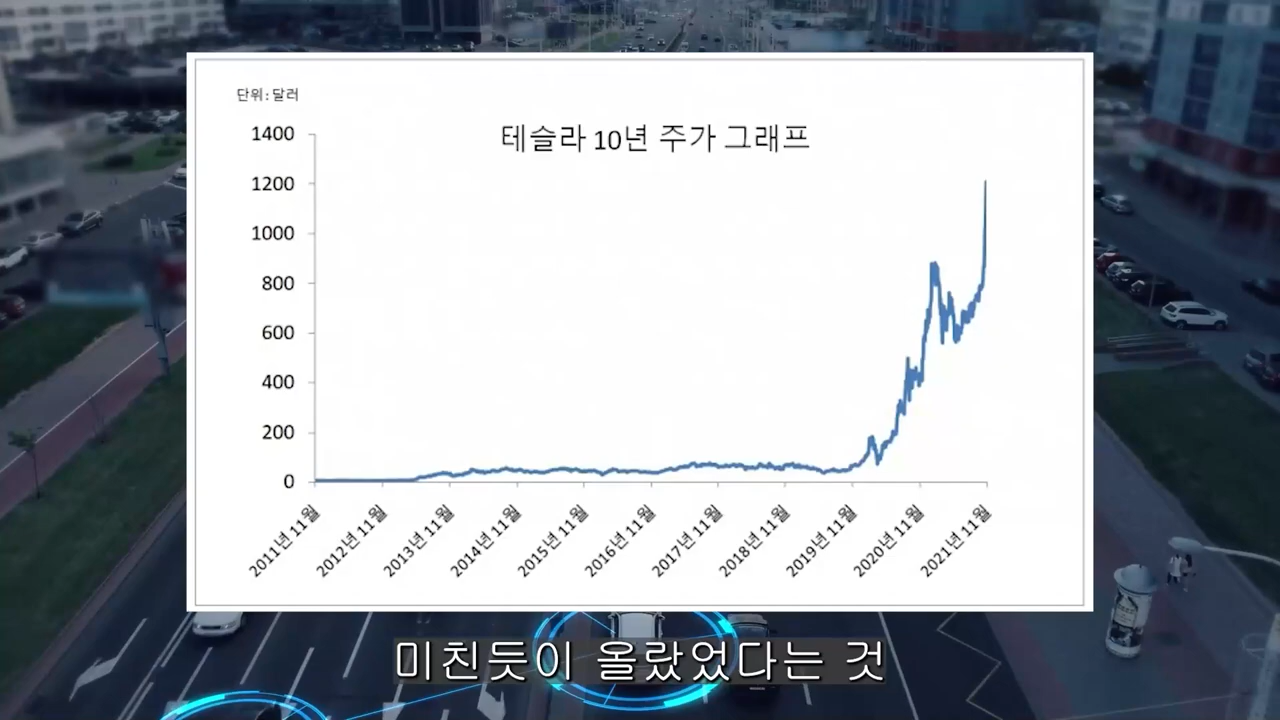 단위: 달러
테슬라 10년 주가 그래프
1400
1200
1000
800
600
400
200
0
2011년 11월
2012년 11월
2013년 11월
2014년 11월
2015년 11월
2016년 11월
2017년 11월
2018년 11월
2019년 11월
2020년 11월
2021년 11월
미친듯이 올랐었다는 것